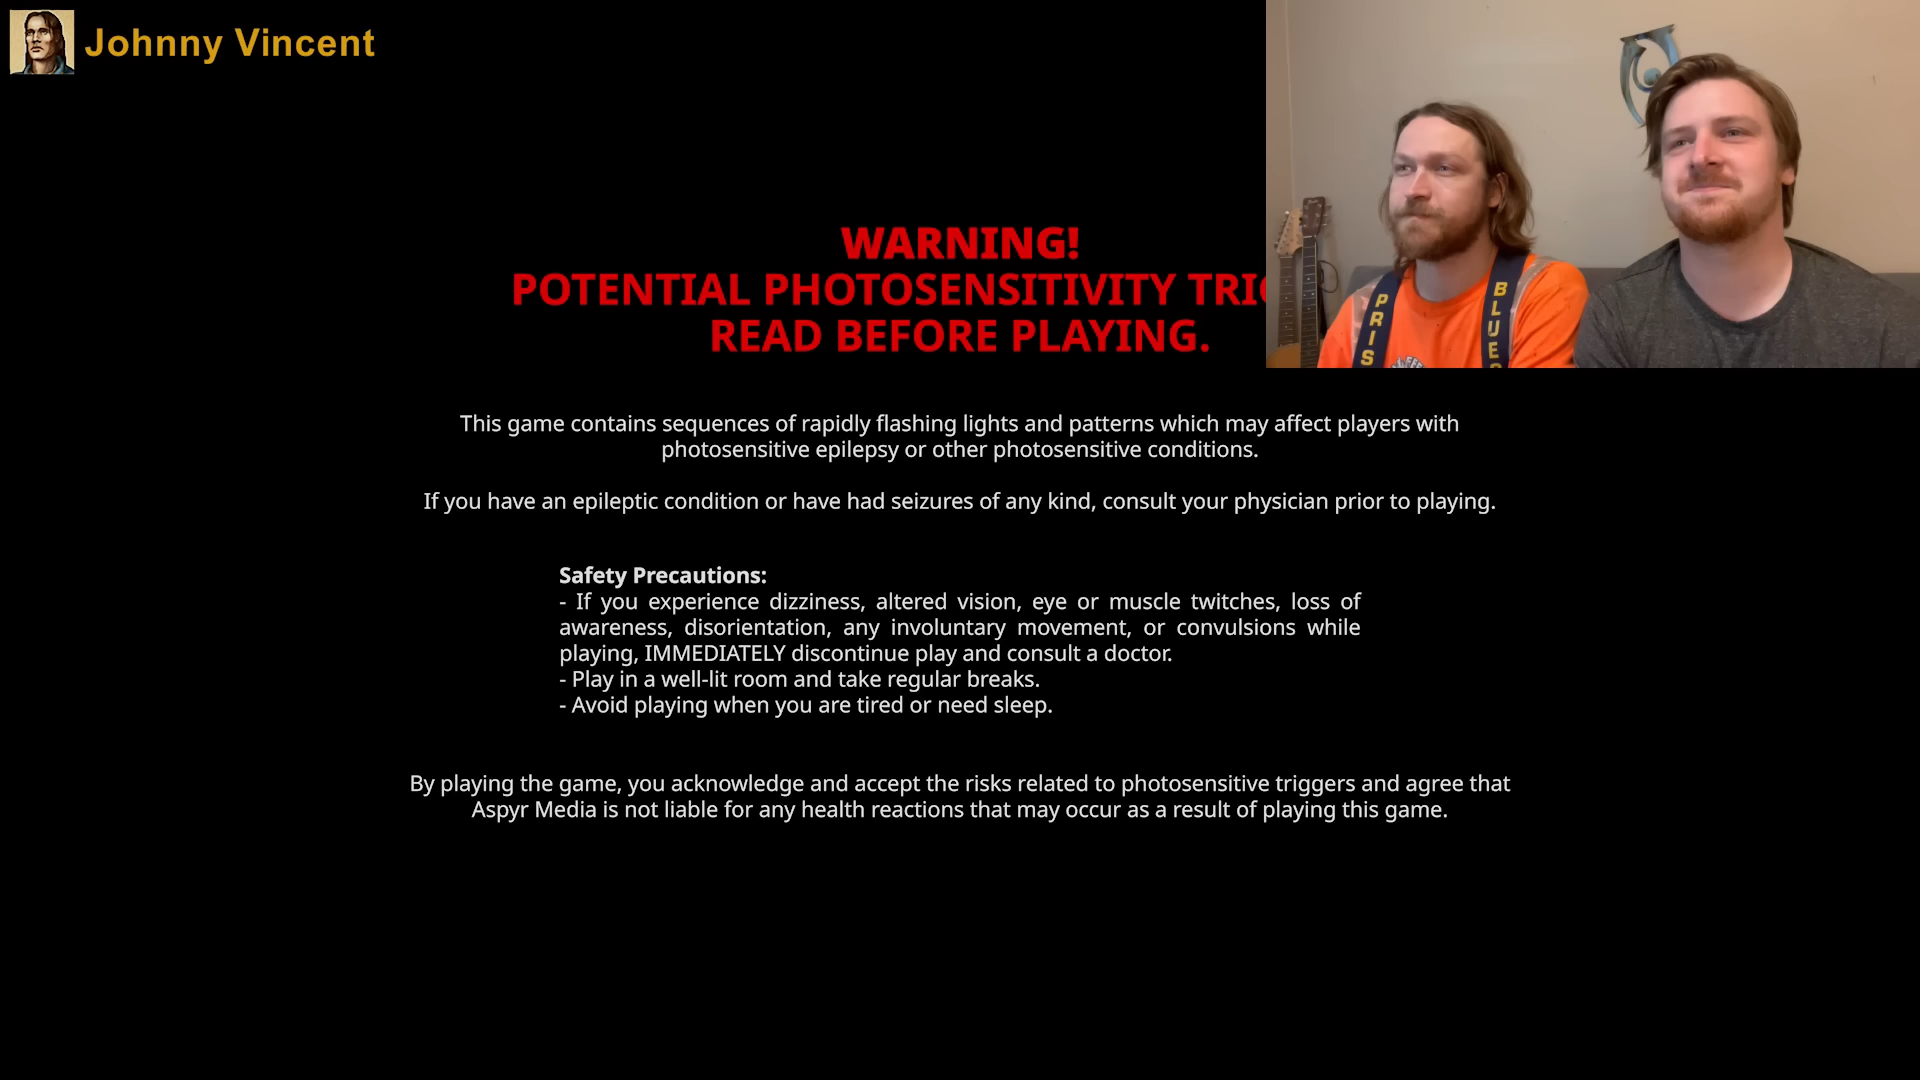 Johnny Vincent
WARNING!
POTENTIAL PHOTOSENSITIVITY
READ BEFORE PLAYING.
PRIS
BLUE
This game contains sequences of rapidly flashing lights and patterns which may affect players with
photosensitive epilepsy or other photosensitive conditions.
If you have an epileptic condition or have had seizures of any kind, consult your physician prior to playing.
Safety Precautions:
- If you experience dizziness, altered vision, eye or muscle twitches, loss of
awareness, disorientation, any involuntary movement, or convulsions while
playing, IMMEDIATELY discontinue play and consult a doctor.
- Play in a well-lit room and take regular breaks.
- Avoid playing when you are tired or need sleep.
By playing the game, you acknowledge and accept the risks related to photosensitive triggers and agree that
Aspyr Media is not liable for any health reactions that may occur as a result of playing this game.